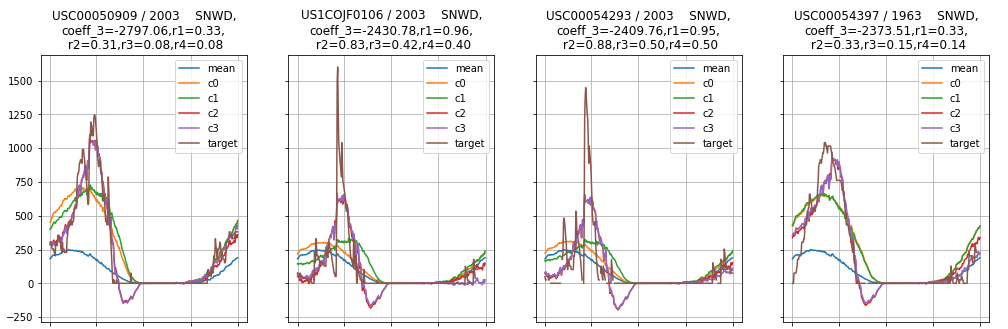 USC00050909 / 2003 SNWD,
coeff_3=-2797.06,r1=0.33,
r2=0.31,r3=0.08,r4=0.08
US1COJF0106 / 2003 SNWD,
coeff_3=-2430.78,r1=0.96,
r2=0.83,r3=0.42,r4=0.40
USC00054293 / 2003 SNWD,
coeff_3=-2409.76,r1=0.95,
r2=0.88,r3=0.50,r4=0.50
USC00054397 / 1963 SNWD,
coeff_3=-2373.51,r1=0.33,
r2=0.33,r3=0.15,r4=0.14
1500
1250
1000
750
500
250
0
−250
mean
c0
c1
c2
c3
target
mean
c0
c1
c2
c3
target
mean
c0
c1
c2
c3
target
mean
c0
c1
c2
c3
target